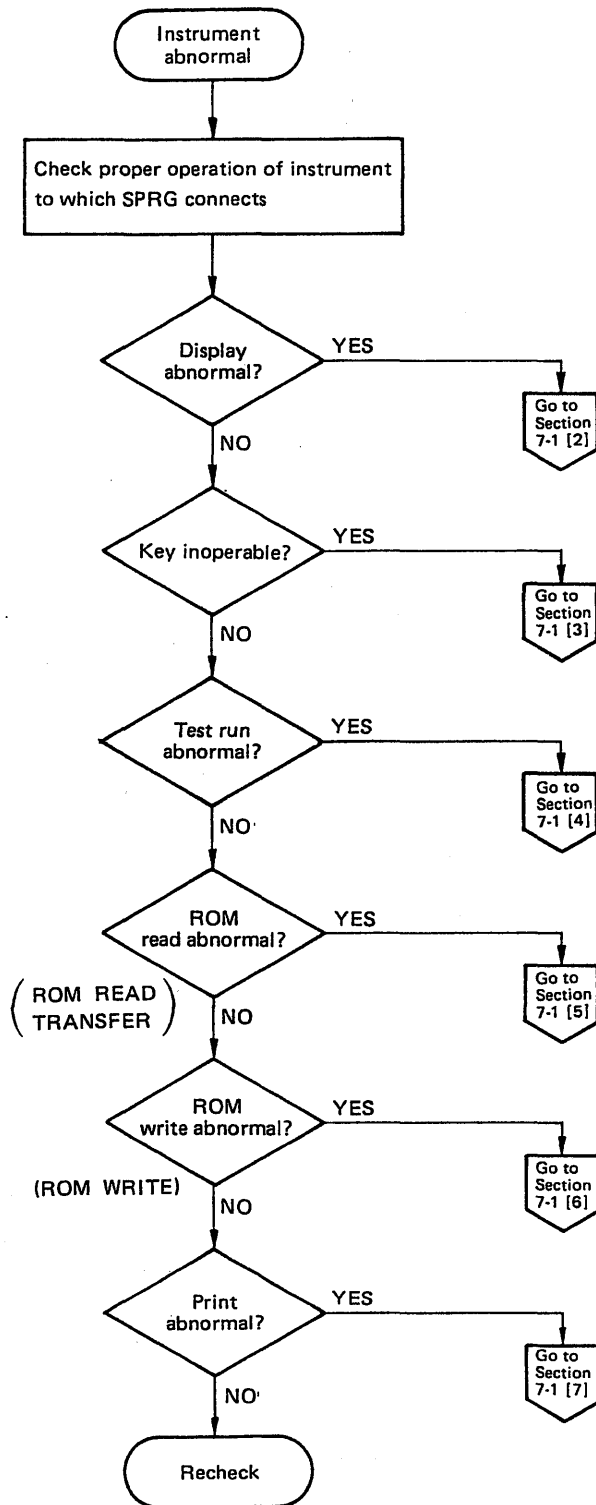 Instrument
abnormal
Check proper operation of instrument
to which SPRG connects
Display
abnormal?
YES
Go to
Section
7-1 [2]
NO
Key inoperable?
YES
Go to
Section
7-1 [3]
NO
Test run
abnormal?
YES
Go to
Section
7-1 [4]
NO
ROM
read abnormal?
YES
Go to
Section
7-1 [5]
(ROM READ
TRANSFER)
NO
ROM
write abnormal?
YES
Go to
Section
7-1 [6]
(ROM WRITE)
NO
Print
abnormal?
YES
Go to
Section
7-1 [7]
NO
Recheck